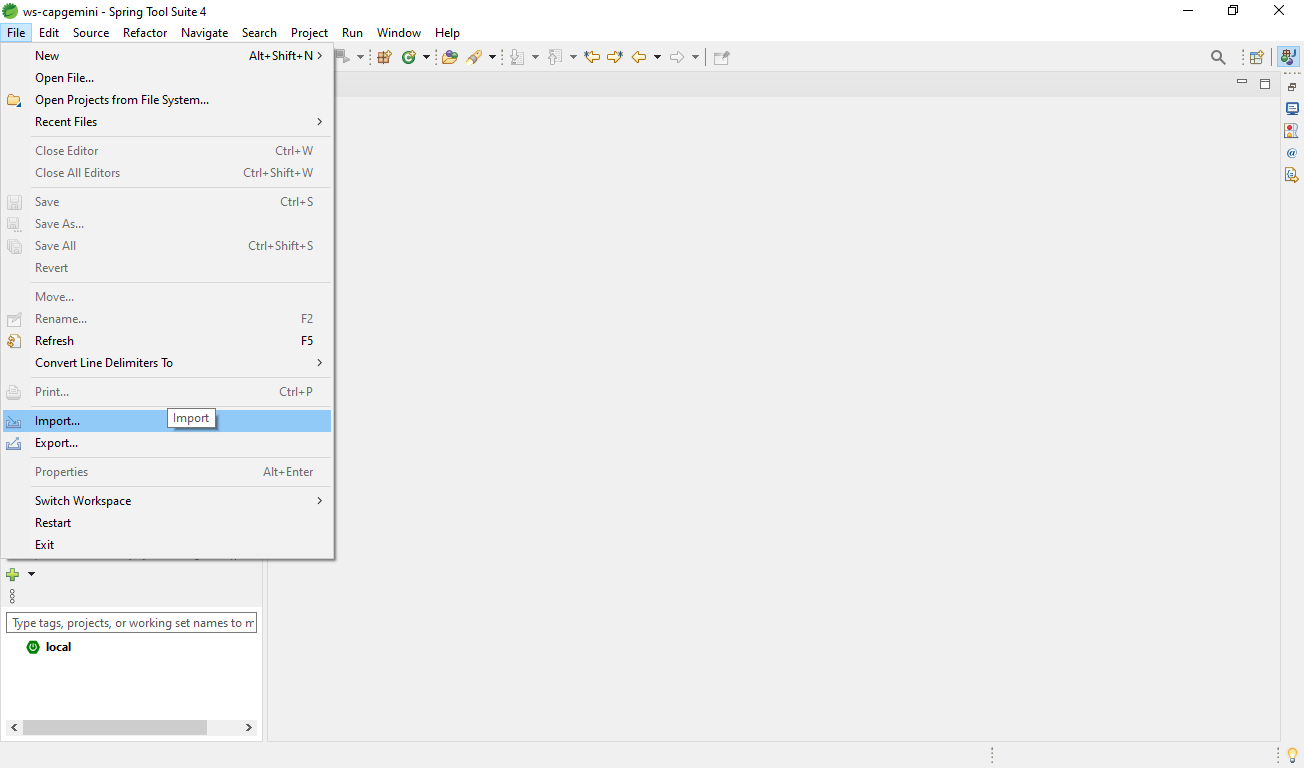 ws-capgemini - Spring Tool Suite 4
File Edit Source Refactor Navigate Search Project Run Window Help
New Alt+Shift+N
Open File...
Open Projects from File System...
Recent Files
Close Editor Ctrl+W
Close All Editors Ctrl+Shift+W
Save Ctrl+S
Save As...
Save All Ctrl+Shift+S
Revert
Move...
Rename... F2
Refresh F5
Convert Line Delimiters To
Print... Ctrl+P
Import... Import
Export...
Properties Alt+Enter
Switch Workspace
Restart
Exit
Type tags, projects, or working set names to m
local